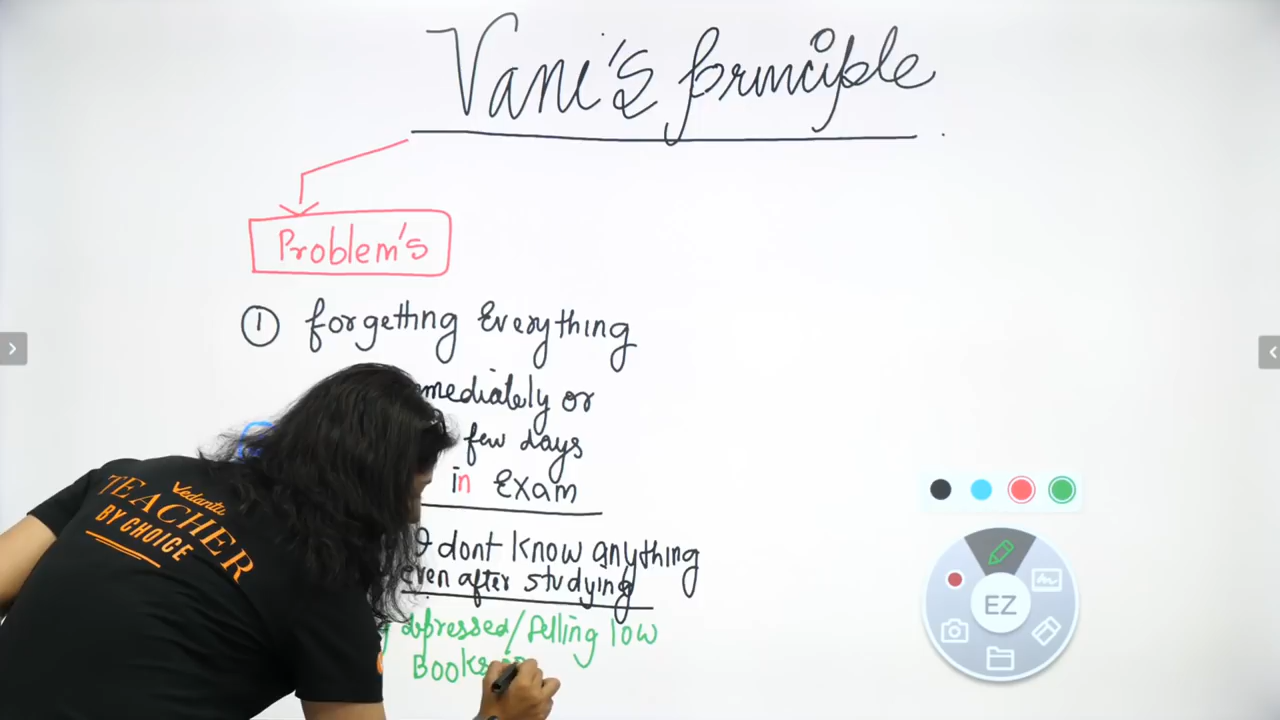 Vani's principle
Problem's
1 forgetting Everything
mediately or
few days
in Exam
I dont know anything
even after studying
depressed/felling low
Books
Vedantu
TEACHER
BY CHOICE
EZ